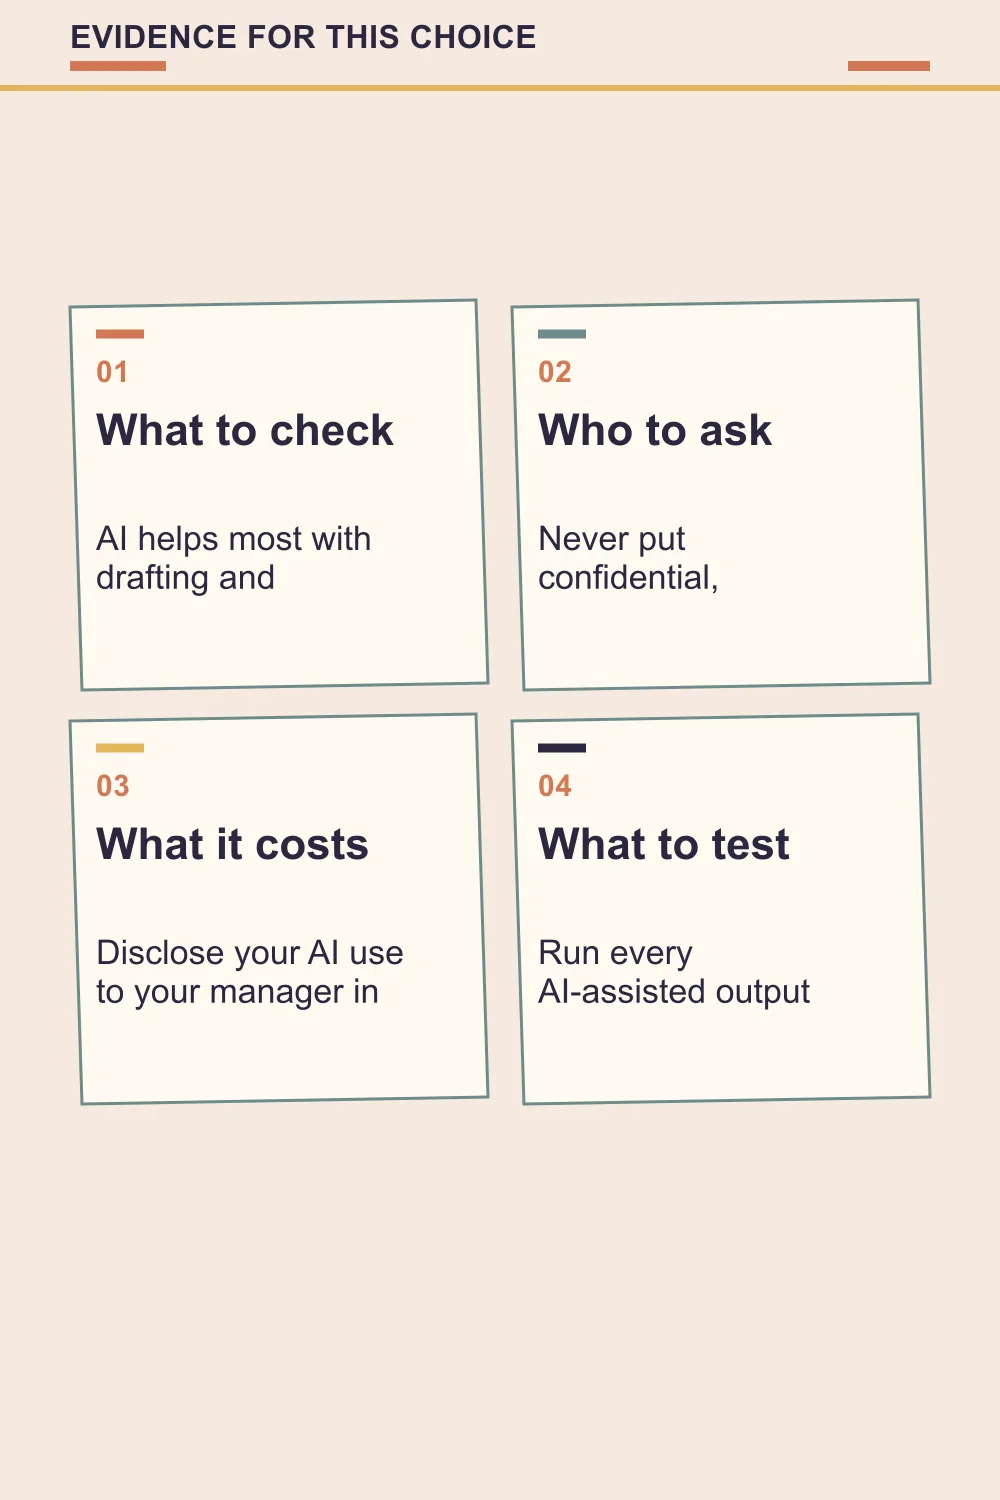 EVIDENCE FOR THIS CHOICE
01
What to check
AI helps most with
drafting and
02
Who to ask
Never put
confidential,
03
What it costs
Disclose your AI use
to your manager in
04
What to test
Run every
AI-assisted output